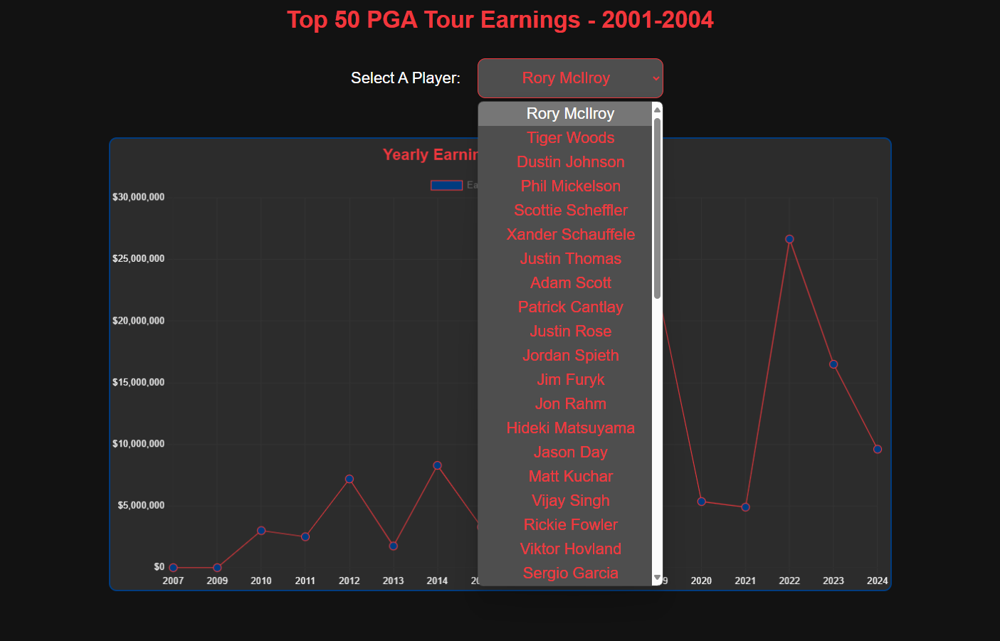 Top 50 PGA Tour Earnings - 2001-2004
Select A Player:
Rory McIlroy
Rory McIlroy
Tiger Woods
Dustin Johnson
Phil Mickelson
Scottie Scheffler
Xander Schauffele
Justin Thomas
Adam Scott
Patrick Cantlay
Justin Rose
Jordan Spieth
Jim Furyk
Jon Rahm
Hideki Matsuyama
Jason Day
Matt Kuchar
Vijay Singh
Rickie Fowler
Viktor Hovland
Sergio Garcia
Yearly
$30,000,000
$25,000,000
$20,000,000
$15,000,000
$10,000,000
$5,000,000
$0
2007 2009 2010 2011 2012 2013 2014 2020 2021 2022 2023 2024